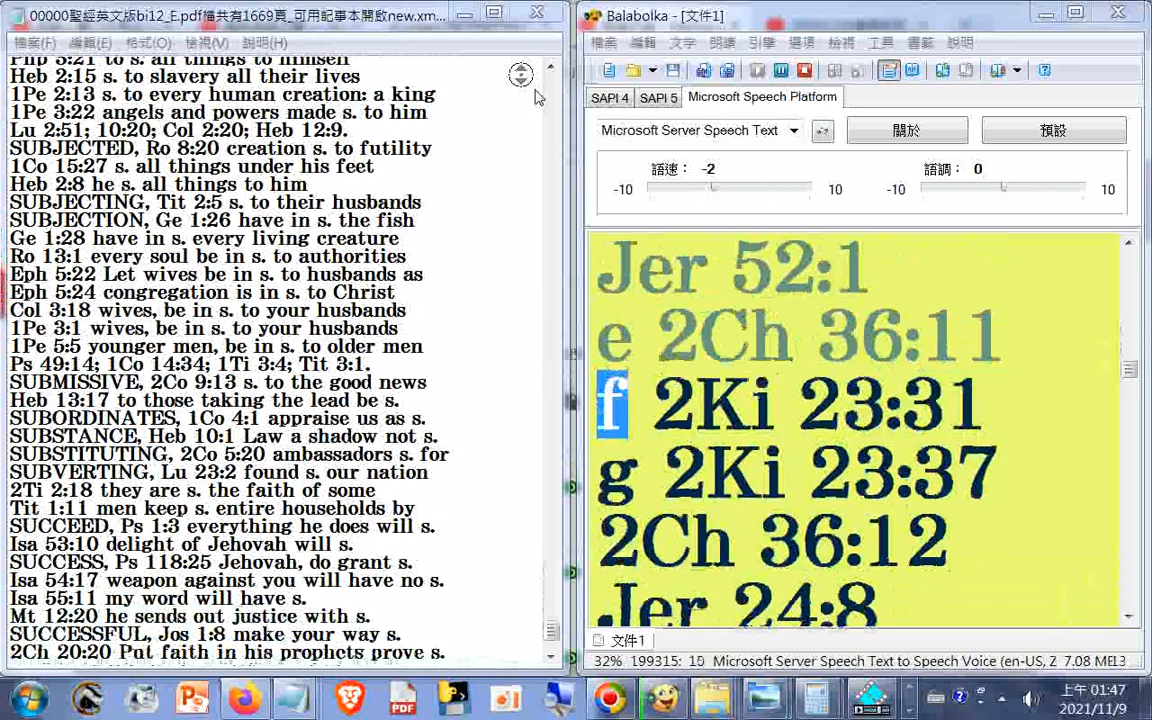 00000聖經英文版bi12_E.pdf檔共有1669頁_可用記事本開啟new.xm...
檔案(F) 編輯(E) 格式(O) 檢視(V) 說明(H)
Php 3:21 to s. all things to himself
Heb 2:15 s. to slavery all their lives
1Pe 2:13 s. to every human creation: a king
1Pe 3:22 angels and powers made s. to him
Lu 2:51; 10:20; Col 2:20; Heb 12:9.
SUBJECTED, Ro 8:20 creation s. to futility
1Co 15:27 s. all things under his feet
Heb 2:8 he s. all things to him
SUBJECTING, Tit 2:5 s. to their husbands
SUBJECTION, Ge 1:26 have in s. the fish
Ge 1:28 have in s. every living creature
Ro 13:1 every soul be in s. to authorities
Eph 5:22 Let wives be in s. to husbands as
Eph 5:24 congregation is in s. to Christ
Col 3:18 wives, be in s. to your husbands
1Pe 3:1 wives, be in s. to your husbands
1Pe 5:5 younger men, be in s. to older men
Ps 49:14; 1Co 14:34; 1Ti 3:4; Tit 3:1.
SUBMISSIVE, 2Co 9:13 s. to the good news
Heb 13:17 to those taking the lead be s.
SUBORDINATES, 1Co 4:1 appraise us as s.
SUBSTANCE, Heb 10:1 Law a shadow not s.
SUBSTITUTING, 2Co 5:20 ambassadors s. for
SUBVERTING, Lu 23:2 found s. our nation
2Ti 2:18 they are s. the faith of some
Tit 1:11 men keep s. entire households by
SUCCEED, Ps 1:3 everything he does will s.
Isa 53:10 delight of Jehovah will s.
SUCCESS, Ps 118:25 Jehovah, do grant s.
Isa 54:17 weapon against you will have no s.
Isa 55:11 my word will have s.
Mt 12:20 he sends out justice with s.
SUCCESSFUL, Jos 1:8 make your way s.
2Ch 20:20 Put faith in his prophets prove s.
Balabolka - [文件1]
檔案 編輯 文字 朗讀 引擎 選項 檢視 工具 書籤 說明
SAPI 4 SAPI 5 Microsoft Speech Platform
Microsoft Server Speech Text 關於 預設
語速： -2 語調： 0
-10 10 -10 10
Jer 52:1
e 2Ch 36:11
f 2Ki 23:31
g 2Ki 23:37
2Ch 36:12
Jer 24:8
文件1
32% 199315: 10 Microsoft Server Speech Text to Speech Voice (en-US, Z 7.08 МЕ
上午 01:47
2021/11/9